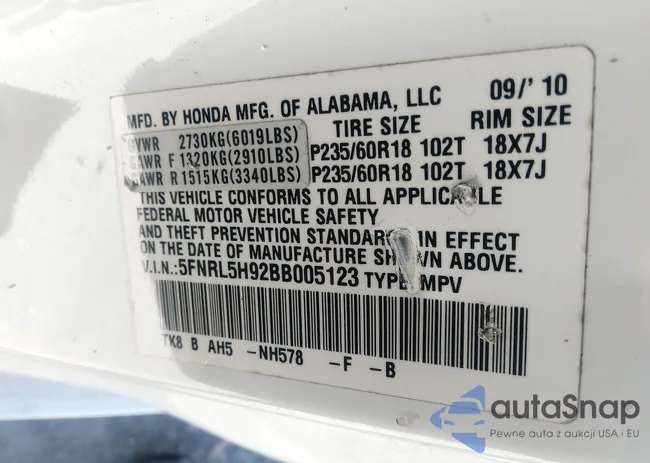 MFD. BY HONDA MFG. OF ALABAMA, LLC 09/' 10
TIRE SIZE RIM SIZE
GVWR 2730KG(6019LBS)
GAWR F 1320KG(2910LBS) P235/60R18 102T 18X7J
GAWR R 1515KG(3340LBS) P235/60R18 102T 18X7J
THIS VEHICLE CONFORMS TO ALL APPLICABLE
FEDERAL MOTOR VEHICLE SAFETY
AND THEFT PREVENTION STANDARDS IN EFFECT
ON THE DATE OF MANUFACTURE SHOWN ABOVE.
V.I.N.:5FNRL5H92BB005123 TYPE:MPV
TK8 B AH5 -NH578 -F -B
autaSnap
Pewne auta z aukcji USA i EU